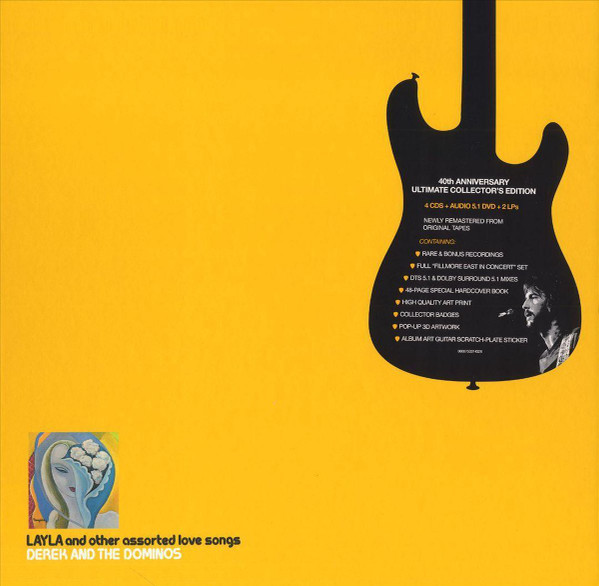 40th ANNIVERSARY
ULTIMATE COLLECTOR'S EDITION
4 CDS + AUDIO 5.1 DVD + 2 LPs
NEWLY REMASTERED FROM
ORIGINAL TAPES
CONTAINING:
RARE & BONUS RECORDINGS
FULL "FILLMORE EAST IN CONCERT" SET
DTS 5.1 & DOLBY SURROUND 5.1 MIXES
48-PAGE SPECIAL HARDCOVER BOOK
HIGH QUALITY ART PRINT
COLLECTOR BADGES
POP-UP 3D ARTWORK
ALBUM ART GUITAR SCRATCH-PLATE STICKER
LAYLA and other assorted love songs
DEREK AND THE DOMINOS